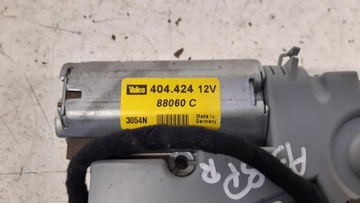 Valeo 404.424 12V
88060 C
3054N
Made in
Germany